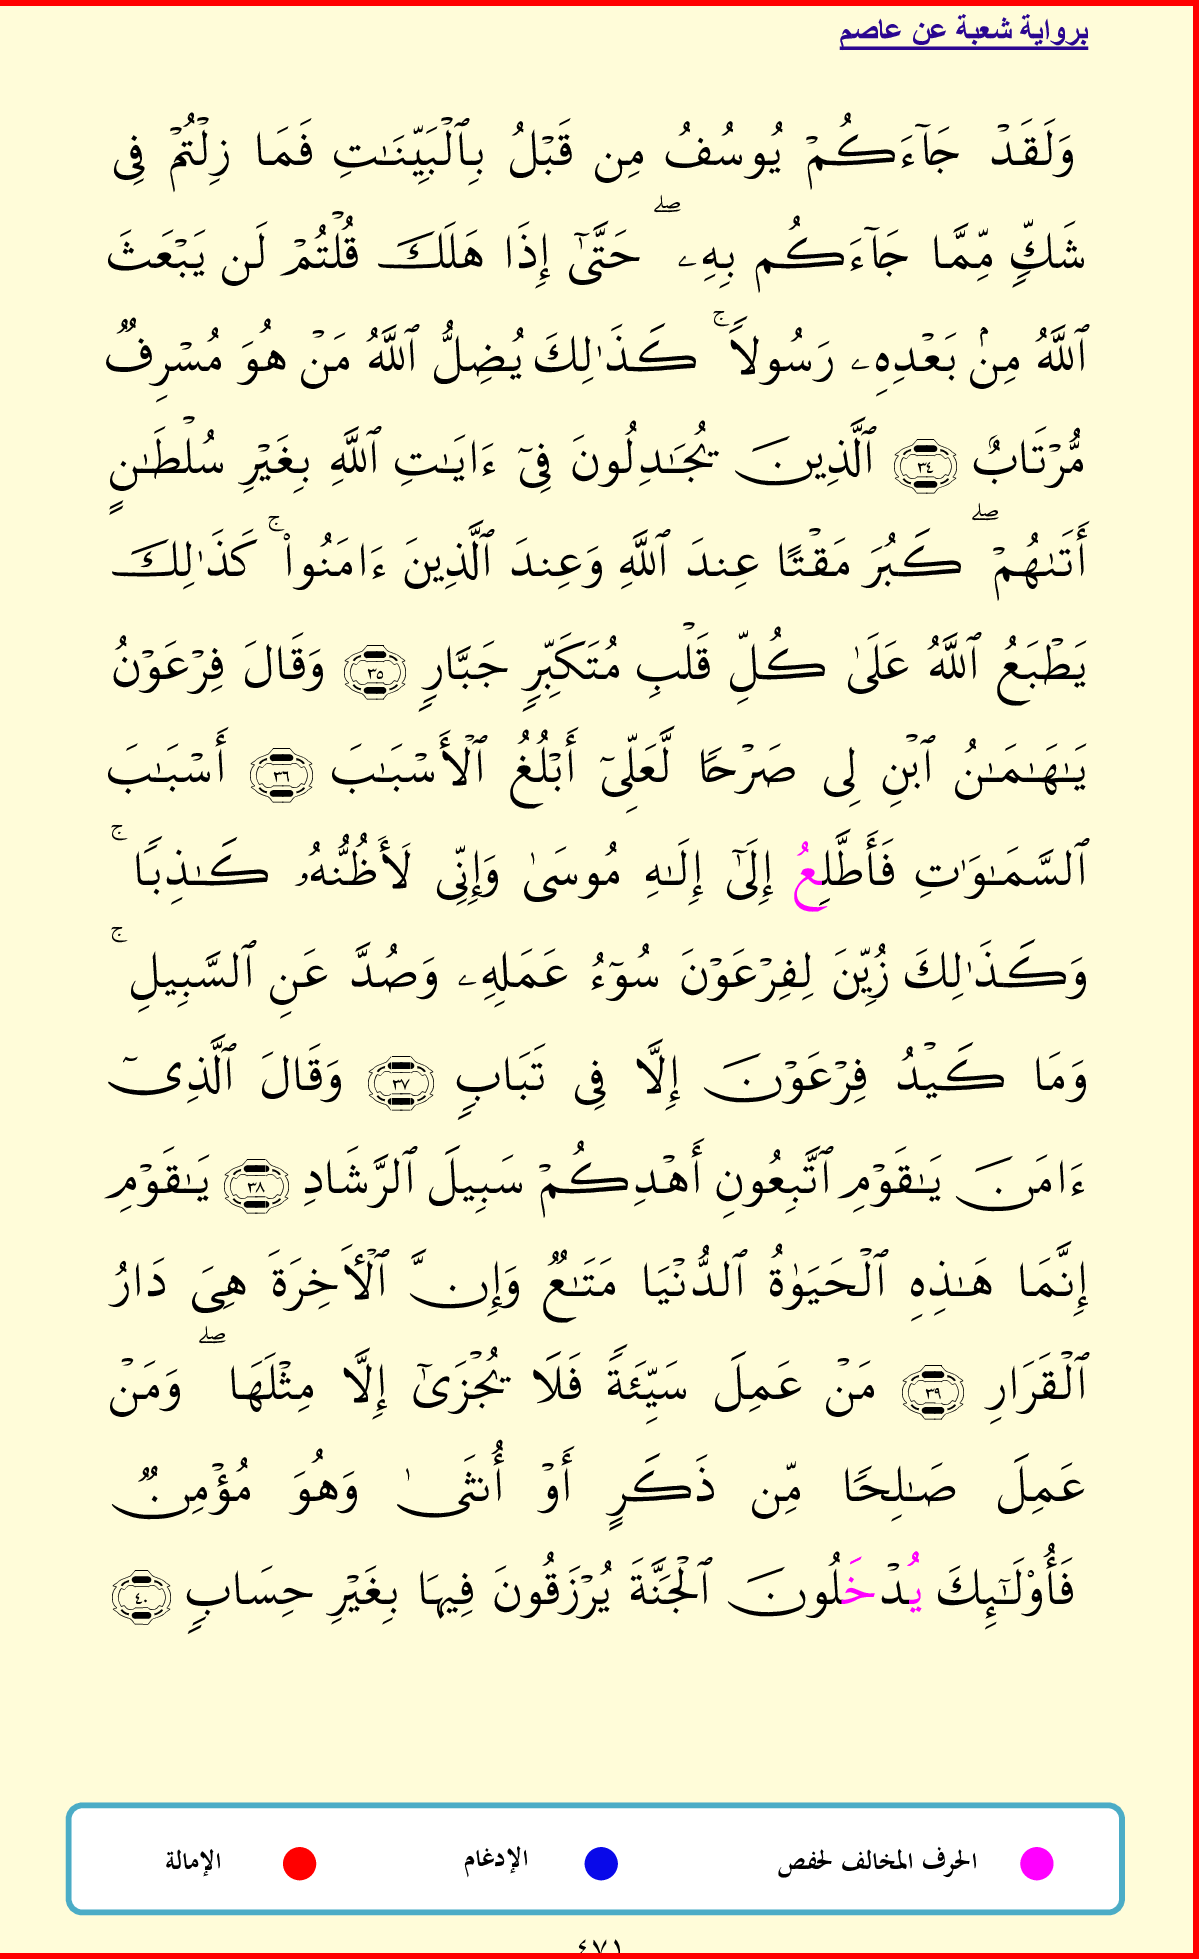 برواية شعبة عن عاصم
وَلَقَدۡ جَآءَكُمۡ يُوسُفُ مِن قَبۡلُ بِٱلۡبَيِّنَٰتِ فَمَا زِلۡتُمۡ فِي
شَكّٖ مِّمَّا جَآءَكُم بِهِۦۖ حَتَّىٰٓ إِذَا هَلَكَ قُلۡتُمۡ لَن يَبۡعَثَ
ٱللَّهُ مِنۢ بَعۡدِهِۦ رَسُولٗاۚ كَذَٰلِكَ يُضِلُّ ٱللَّهُ مَنۡ هُوَ مُسۡرِفٞ
مُّرۡتَابٌ ٣٤ ٱلَّذِينَ يُجَٰدِلُونَ فِيٓ ءَايَٰتِ ٱللَّهِ بِغَيۡرِ سُلۡطَٰنٍ
أَتَىٰهُمۡۖ كَبُرَ مَقۡتًا عِندَ ٱللَّهِ وَعِندَ ٱلَّذِينَ ءَامَنُواْۚ كَذَٰلِكَ
يَطۡبَعُ ٱللَّهُ عَلَىٰ كُلِّ قَلۡبِ مُتَكَبِّرٖ جَبَّارٖ ٣٥ وَقَالَ فِرۡعَوۡنُ
يَٰهَٰمَٰنُ ٱبۡنِ لِي صَرۡحٗا لَّعَلِّيٓ أَبۡلُغُ ٱلۡأَسۡبَٰبَ ٣٦ أَسۡبَٰبَ
ٱلسَّمَٰوَٰتِ فَأَطَّلِعُ إِلَىٰٓ إِلَٰهِ مُوسَىٰ وَإِنِّي لَأَظُنُّهُۥ كَٰذِبٗاۚ
وَكَذَٰلِكَ زُيِّنَ لِفِرۡعَوۡنَ سُوٓءُ عَمَلِهِۦ وَصُدَّ عَنِ ٱلسَّبِيلِۚ
وَمَا كَيۡدُ فِرۡعَوۡنَ إِلَّا فِي تَبَابٖ ٣٧ وَقَالَ ٱلَّذِيٓ
ءَامَنَ يَٰقَوۡمِ ٱتَّبِعُونِ أَهۡدِكُمۡ سَبِيلَ ٱلرَّشَادِ ٣٨ يَٰقَوۡمِ
إِنَّمَا هَٰذِهِ ٱلۡحَيَوٰةُ ٱلدُّنۡيَا مَتَٰعٞ وَإِنَّ ٱلۡأٓخِرَةَ هِيَ دَارُ
ٱلۡقَرَارِ ٣٩ مَنۡ عَمِلَ سَيِّئَةٗ فَلَا يُجۡزَىٰٓ إِلَّا مِثۡلَهَاۖ وَمَنۡ
عَمِلَ صَٰلِحٗا مِّن ذَكَرٍ أَوۡ أُنثَىٰ وَهُوَ مُؤۡمِنٞ
فَأُوْلَٰٓئِكَ يُدۡخَلُونَ ٱلۡجَنَّةَ يُرۡزَقُونَ فِيهَا بِغَيۡرِ حِسَابٖ ٤٠
الحرف المخالف لحفص الإدغام الإمالة
٤٧١